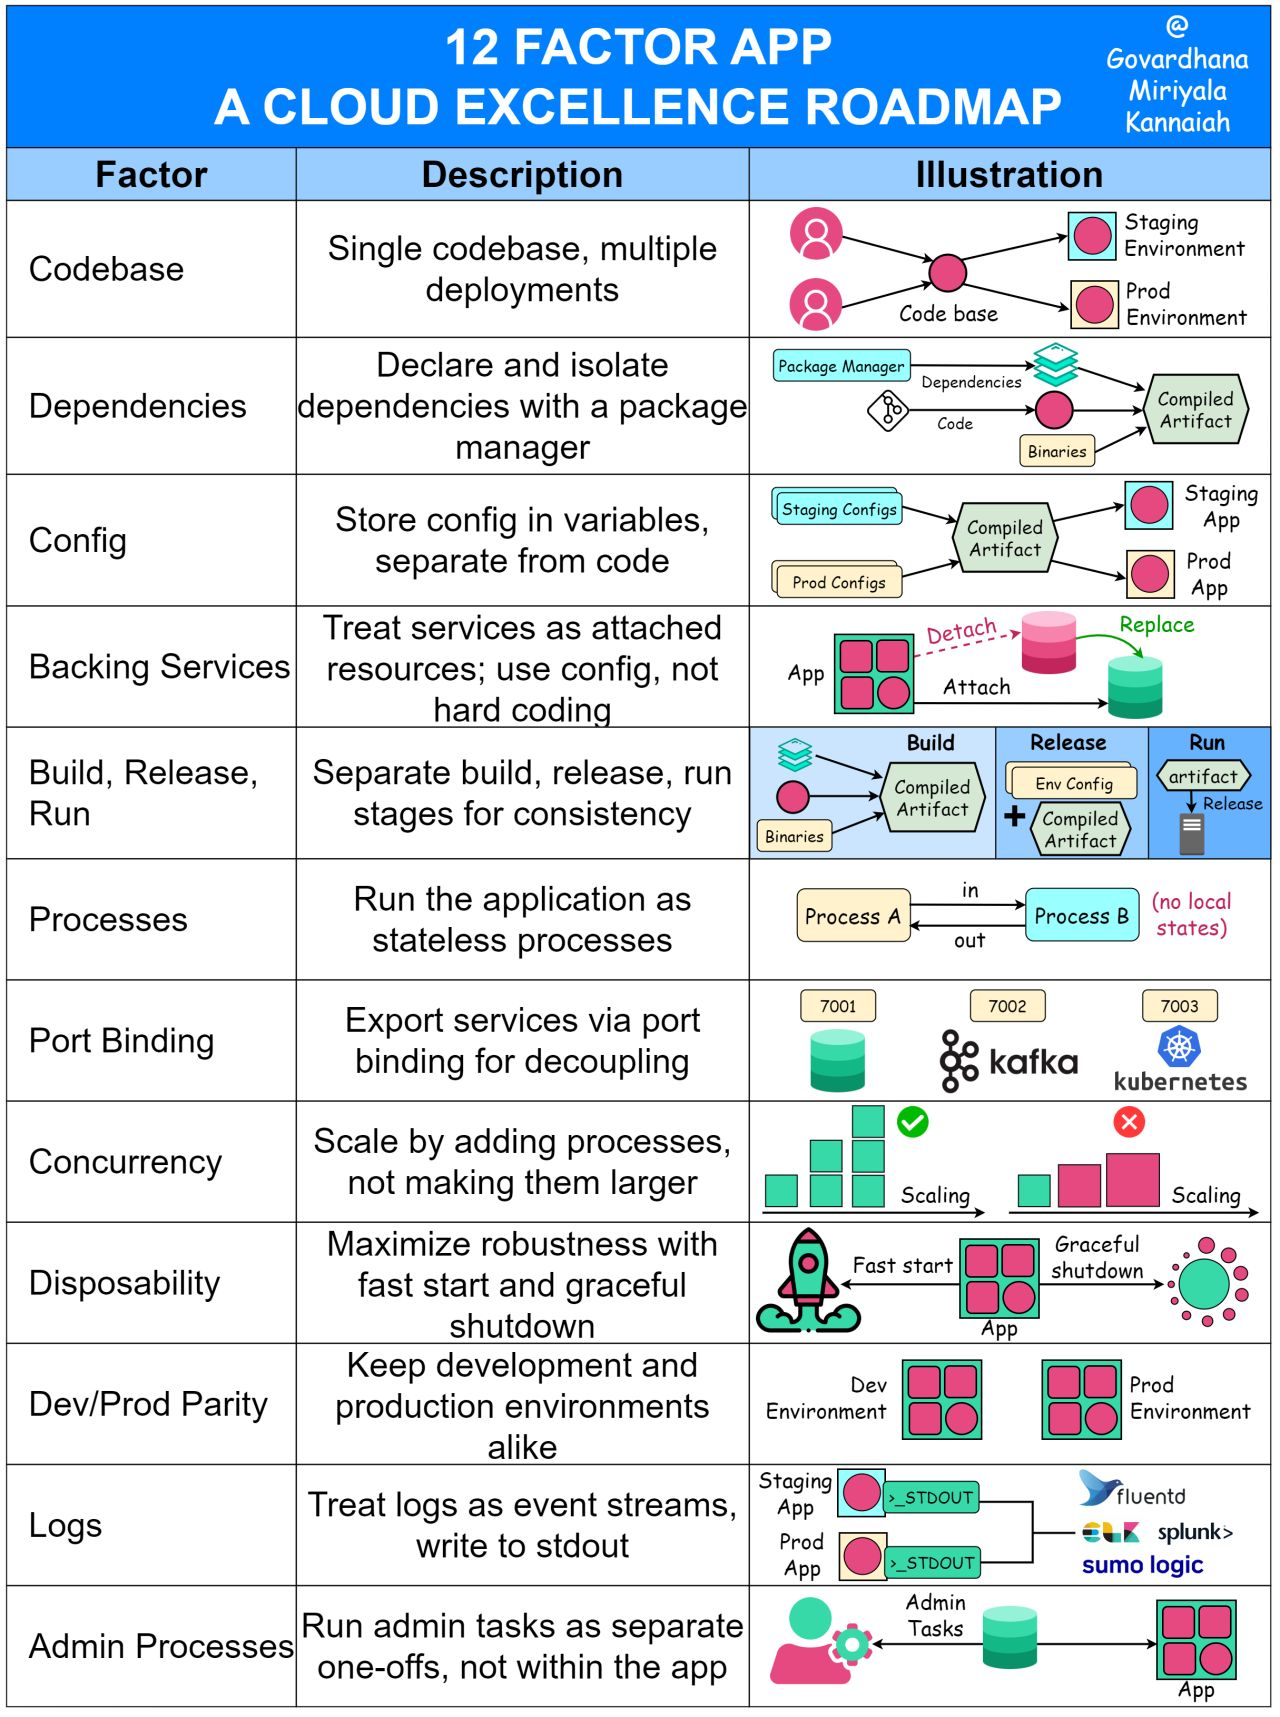 12 FACTOR APP
A CLOUD EXCELLENCE ROADMAP
@
Govardhana
Miriyala
Kannaiah
Factor
Description
Illustration
Codebase
Single codebase, multiple
deployments
Code base
Staging
Environment
Prod
Environment
Dependencies
Declare and isolate
dependencies with a package
manager
Package Manager
Dependencies
Code
Binaries
Compiled
Artifact
Config
Store config in variables,
separate from code
Staging Configs
Prod Configs
Compiled
Artifact
Staging
App
Prod
App
Backing Services
Treat services as attached
resources; use config, not
hard coding
App
Detach
Replace
Attach
Build, Release,
Run
Separate build, release, run
stages for consistency
Build
Binaries
Compiled
Artifact
Release
Env Config
+
Compiled
Artifact
Run
artifact
Release
Processes
Run the application as
stateless processes
Process A
in
out
Process B
(no local
states)
Port Binding
Export services via port
binding for decoupling
7001
7002
7003
kafka
kubernetes
Concurrency
Scale by adding processes,
not making them larger
Scaling
Scaling
Disposability
Maximize robustness with
fast start and graceful
shutdown
Fast start
App
Graceful
shutdown
Dev/Prod Parity
Keep development and
production environments
alike
Dev
Environment
Prod
Environment
Logs
Treat logs as event streams,
write to stdout
Staging
App
>_STDOUT
Prod
App
>_STDOUT
fluentd
ELK
splunk>
sumo logic
Admin Processes
Run admin tasks as separate
one-offs, not within the app
Admin
Tasks
App